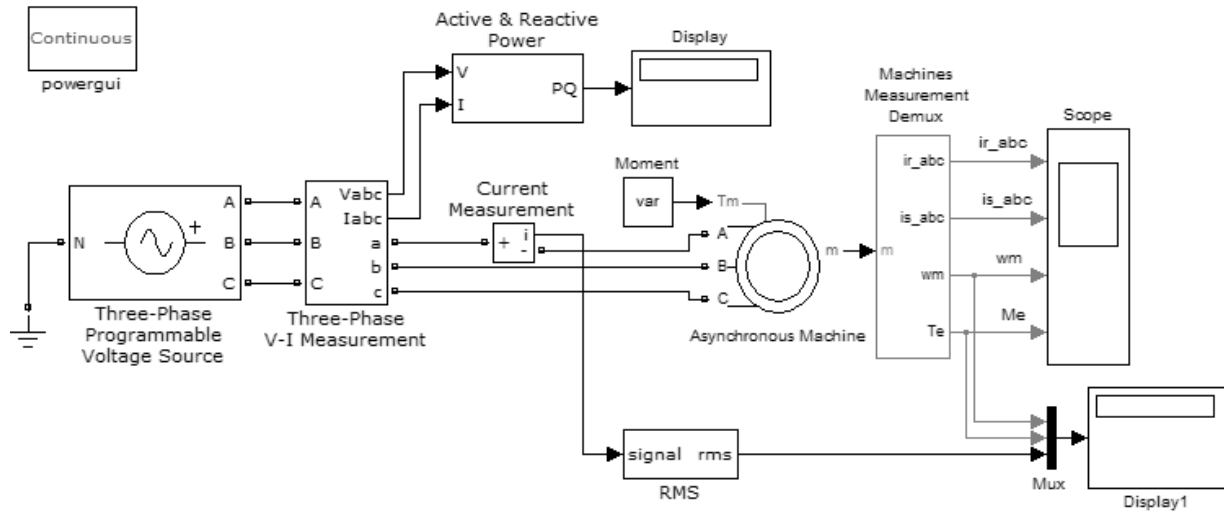 Continuous
powergui
Active & Reactive
Power
V
I
PQ
Display
Machines
Measurement
Demux
Scope
ir_abc
is_abc
wm
Te
m
ir_abc
is_abc
wm
Me
Moment
var
Tm
A
B
C
m
Asynchronous Machine
Current
Measurement
+
i
-
N
+
A
B
C
Three-Phase
Programmable
Voltage Source
A
B
C
Vabc
Iabc
a
b
c
Three-Phase
V-I Measurement
signal rms
RMS
Mux
Display1